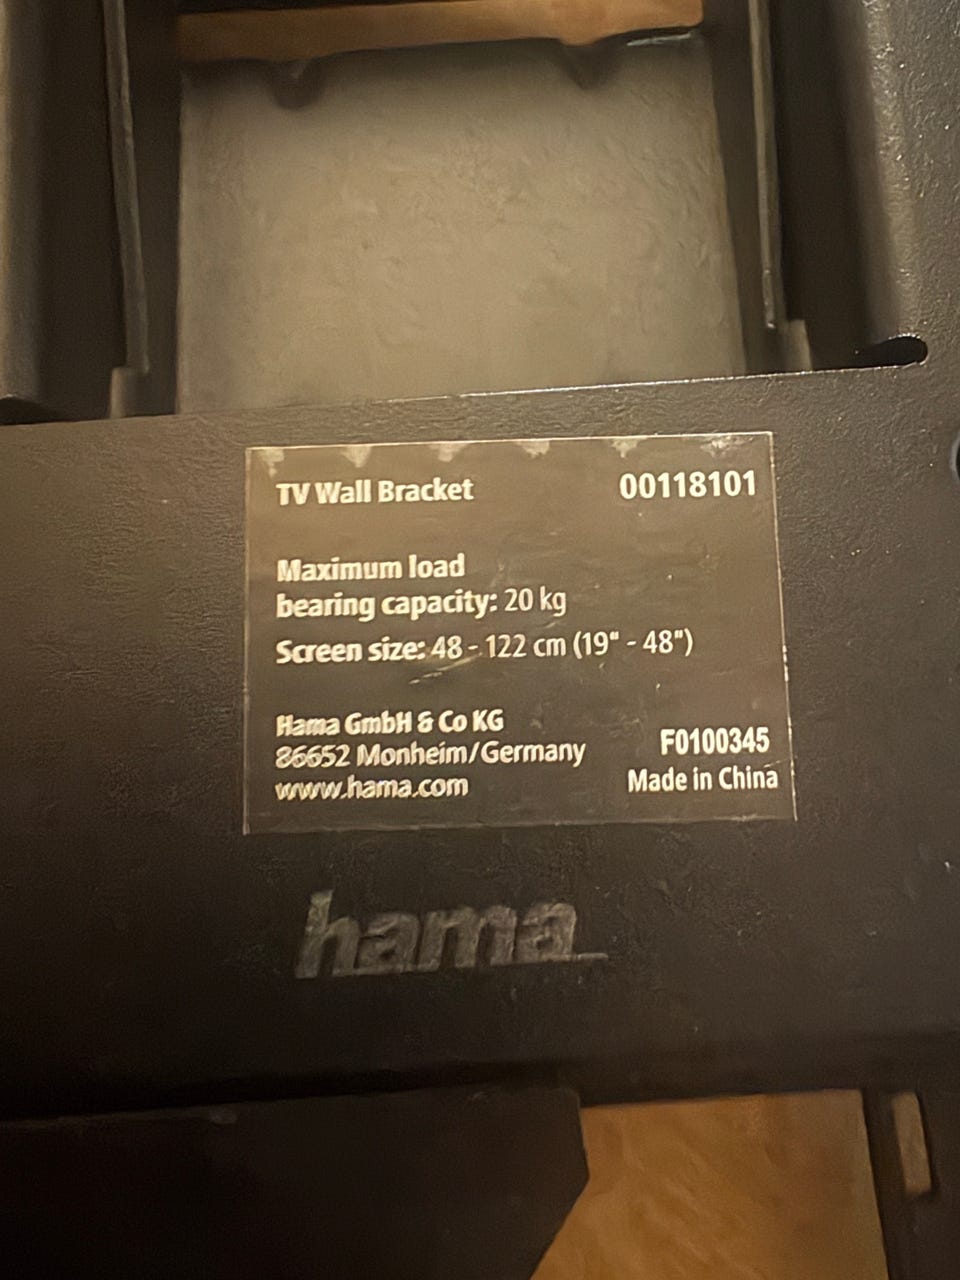 TV Wall Bracket 00118101
Maximum load
bearing capacity: 20 kg
Screen size: 48 - 122 cm (19" - 48")
Hama GmbH & Co KG
86652 Monheim/Germany F0100345
www.hama.com Made in China
hama